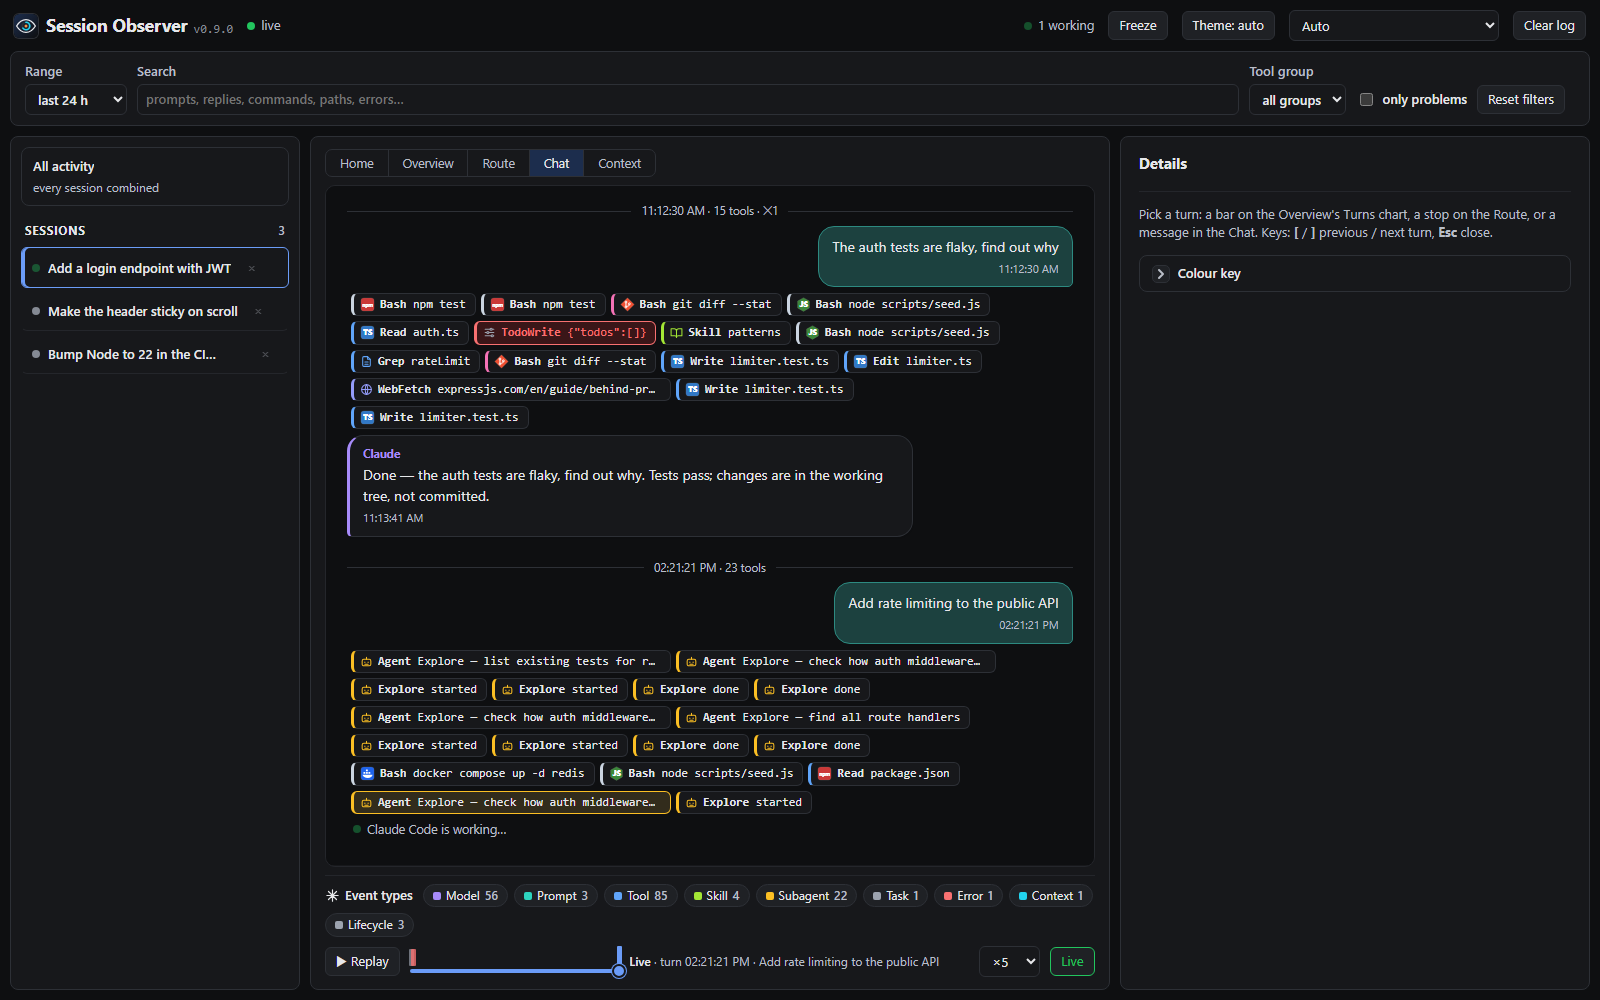 Session Observer v0.9.0 live
1 working Freeze Theme: auto Auto Clear log
Range Search Tool group
last 24 h prompts, replies, commands, paths, errors... all groups only problems Reset filters
All activity
every session combined
SESSIONS 3
Add a login endpoint with JWT ×
Make the header sticky on scroll ×
Bump Node to 22 in the CI... ×
Home Overview Route Chat Context
11:12:30 AM · 15 tools · ✕1
The auth tests are flaky, find out why
11:12:30 AM
Bash npm test Bash npm test Bash git diff --stat Bash node scripts/seed.js
Read auth.ts TodoWrite {"todos":[]} Skill patterns Bash node scripts/seed.js
Grep rateLimit Bash git diff --stat Write limiter.test.ts Edit limiter.ts
WebFetch expressjs.com/en/guide/behind-pr… Write limiter.test.ts
Write limiter.test.ts
Claude
Done — the auth tests are flaky, find out why. Tests pass; changes are in the working
tree, not committed.
11:13:41 AM
02:21:21 PM · 23 tools
Add rate limiting to the public API
02:21:21 PM
Agent Explore — list existing tests for r… Agent Explore — check how auth middleware…
Explore started Explore started Explore done Explore done
Agent Explore — check how auth middleware… Agent Explore — find all route handlers
Explore started Explore started Explore done Explore done
Bash docker compose up -d redis Bash node scripts/seed.js Read package.json
Agent Explore — check how auth middleware… Explore started
Claude Code is working...
Event types Model 56 Prompt 3 Tool 85 Skill 4 Subagent 22 Task 1 Error 1 Context 1
Lifecycle 3
Replay Live · turn 02:21:21 PM · Add rate limiting to the public API ×5 Live
Details
Pick a turn: a bar on the Overview's Turns chart, a stop on the Route, or a
message in the Chat. Keys: [ / ] previous / next turn, Esc close.
Colour key